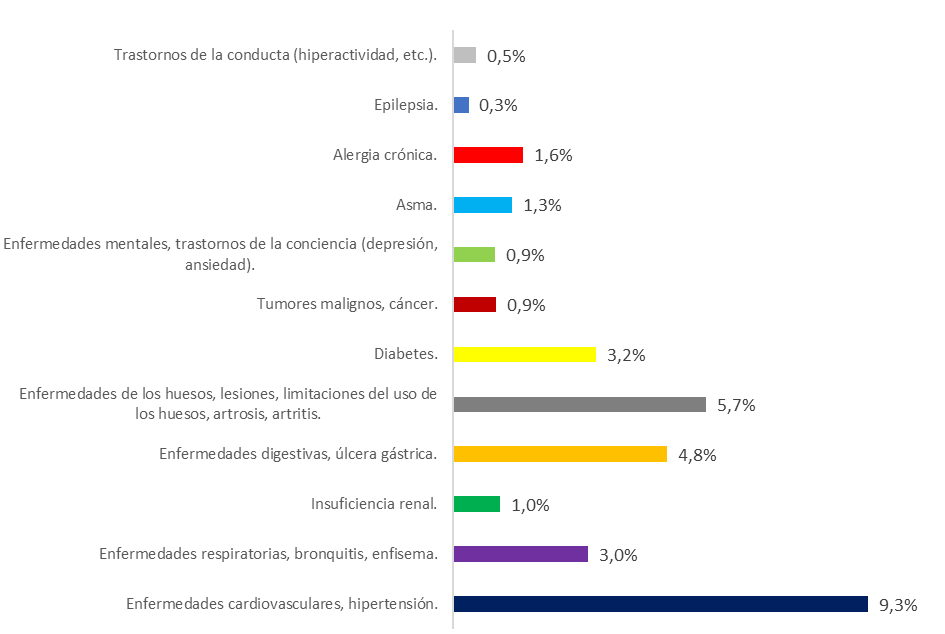 Trastornos de la conducta (hiperactividad, etc.). 0,5%
Epilepsia. 0,3%
Alergia crónica. 1,6%
Asma. 1,3%
Enfermedades mentales, trastornos de la conciencia (depresión,
ansiedad). 0,9%
Tumores malignos, cáncer. 0,9%
Diabetes. 3,2%
Enfermedades de los huesos, lesiones, limitaciones del uso de
los huesos, artrosis, artritis. 5,7%
Enfermedades digestivas, úlcera gástrica. 4,8%
Insuficiencia renal. 1,0%
Enfermedades respiratorias, bronquitis, enfisema. 3,0%
Enfermedades cardiovasculares, hipertensión. 9,3%